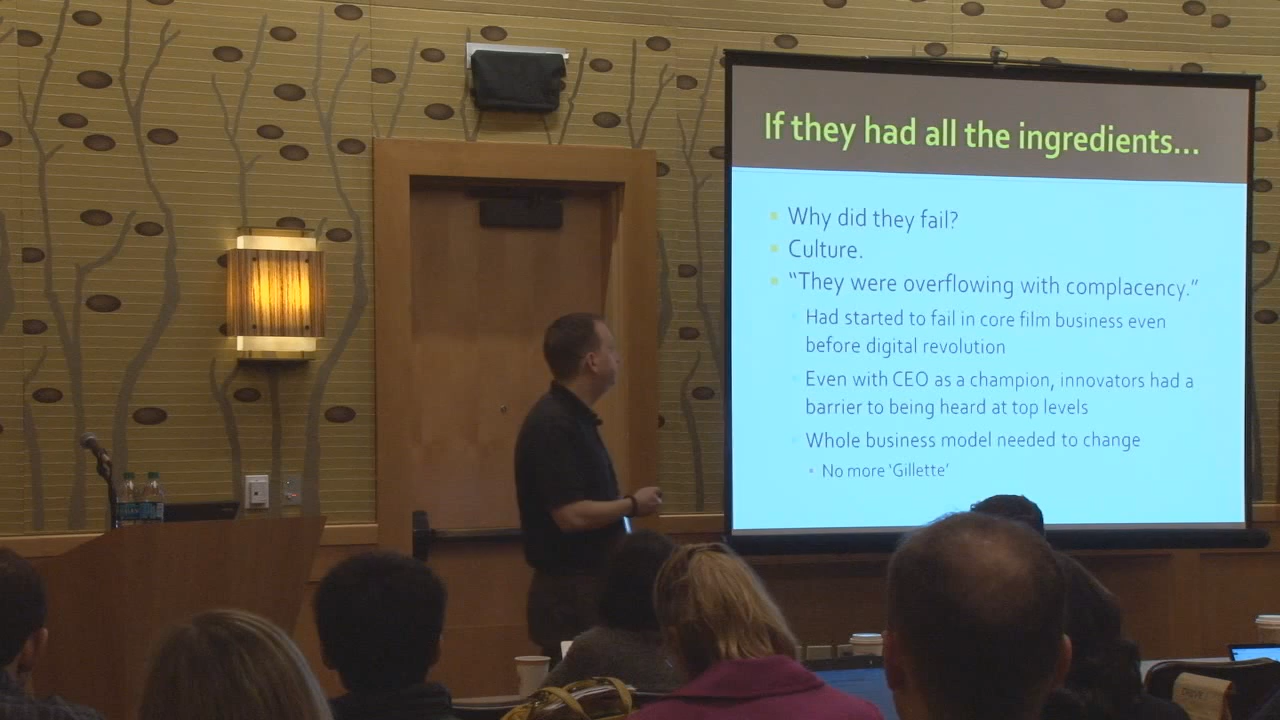 If they had all the ingredients...
Why did they fail?
Culture.
“They were overflowing with complacency.”
Had started to fail in core film business even
before digital revolution
Even with CEO as a champion, innovators had a
barrier to being heard at top levels
Whole business model needed to change
No more ‘Gillette’